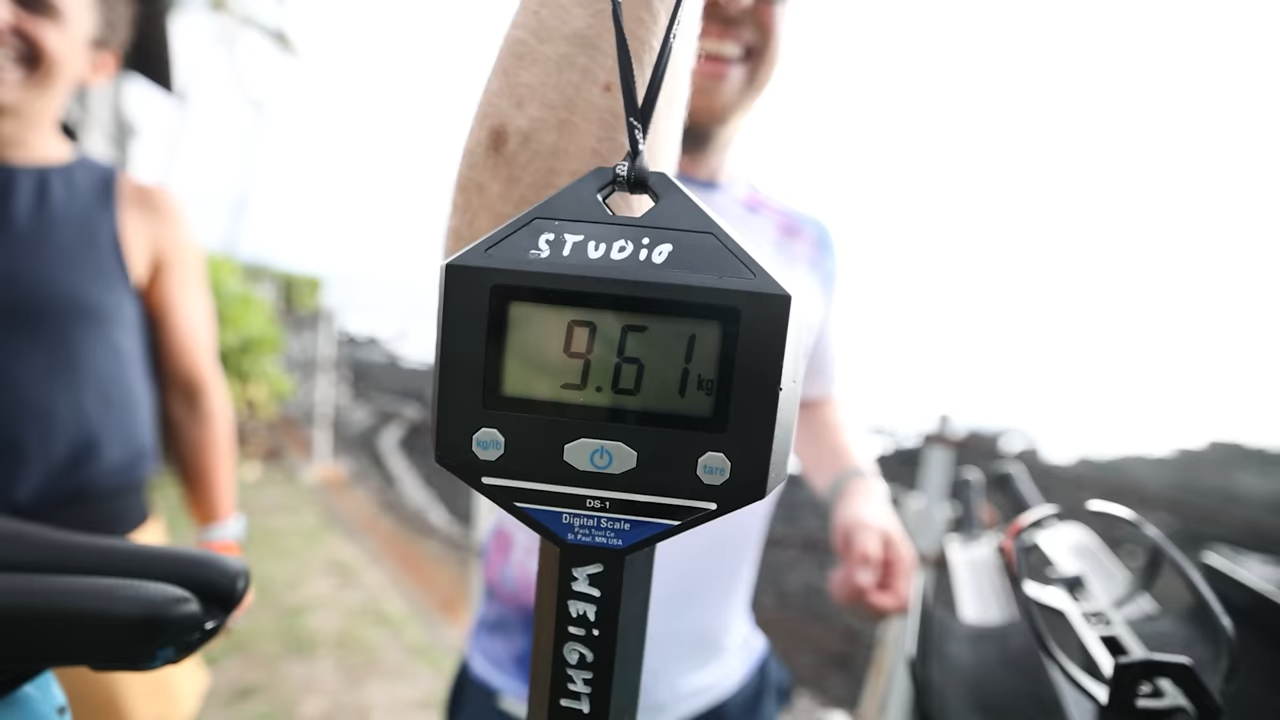 STUDiO
9.61 kg
kg/lb
tare
DS-1
Digital Scale
Park Tool Co.
St. Paul, MN USA
WEiGHT